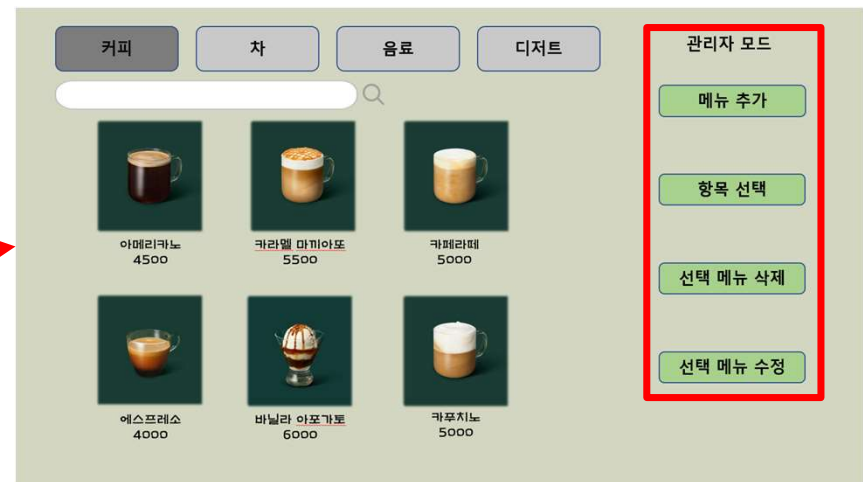 커피
차
음료
디저트
관리자 모드
메뉴 추가
항목 선택
선택 메뉴 삭제
선택 메뉴 수정
아메리카노
4500
카라멜 마끼아또
5500
카페라떼
5000
에스프레소
4000
바닐라 아포가토
6000
카푸치노
5000